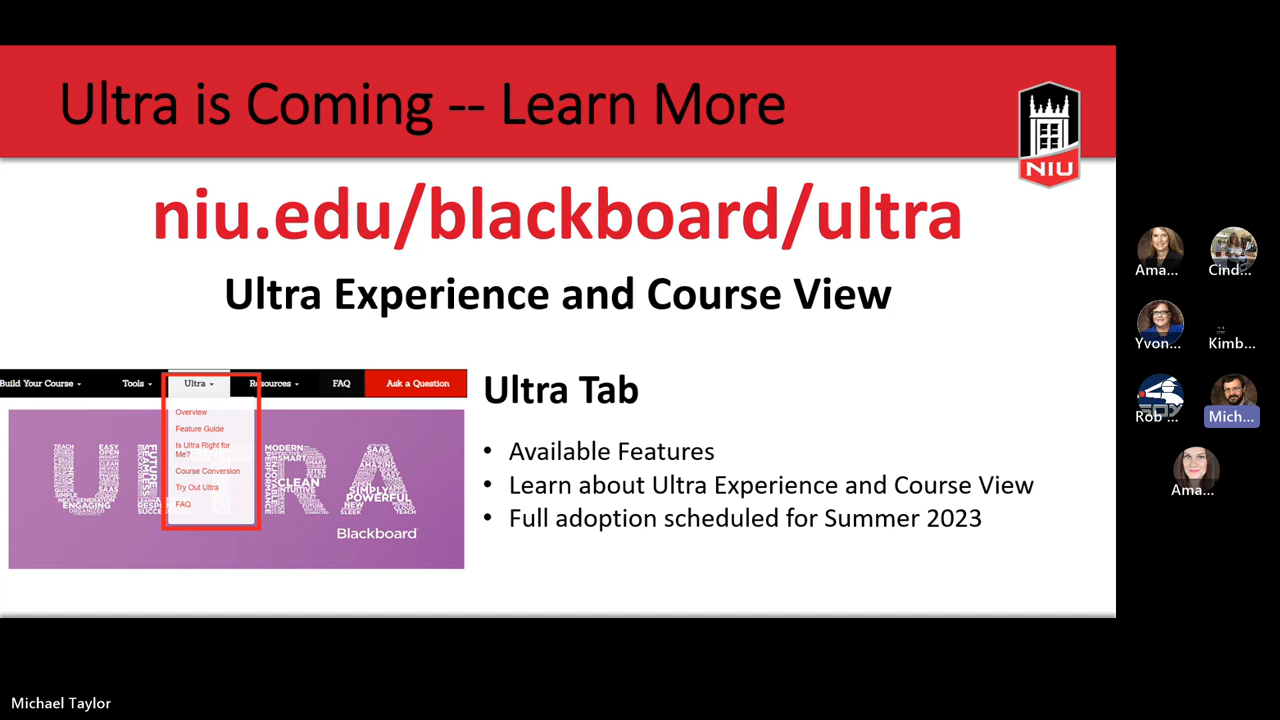 Ultra is Coming -- Learn More
NIU
niu.edu/blackboard/ultra
Ultra Experience and Course View
Build Your Course
Tools
Ultra
Resources
FAQ
Ask a Question
Overview
Feature Guide
Is Ultra Right for
Me?
Course Conversion
Try Out Ultra
FAQ
ULTRA
Blackboard
Ultra Tab
• Available Features
• Learn about Ultra Experience and Course View
• Full adoption scheduled for Summer 2023
Ama...
Cind...
Yvon...
Kimb...
Rob ...
Mich...
Ama...
Michael Taylor